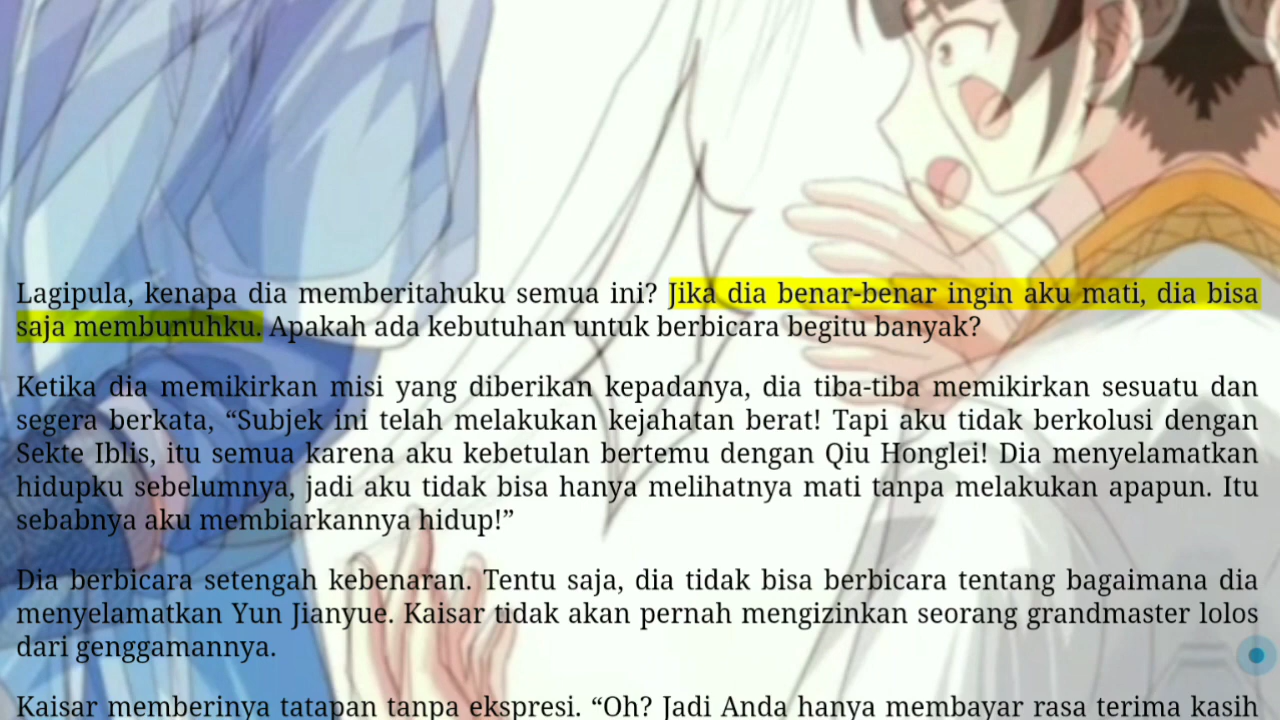 Lagipula, kenapa dia memberitahuku semua ini? Jika dia benar-benar ingin aku mati, dia bisa
saja membunuhku. Apakah ada kebutuhan untuk berbicara begitu banyak?
Ketika dia memikirkan misi yang diberikan kepadanya, dia tiba-tiba memikirkan sesuatu dan
segera berkata, “Subjek ini telah melakukan kejahatan berat! Tapi aku tidak berkolusi dengan
Sekte Iblis, itu semua karena aku kebetulan bertemu dengan Qiu Honglei! Dia menyelamatkan
hidupku sebelumnya, jadi aku tidak bisa hanya melihatnya mati tanpa melakukan apapun. Itu
sebabnya aku membiarkannya hidup!”
Dia berbicara setengah kebenaran. Tentu saja, dia tidak bisa berbicara tentang bagaimana dia
menyelamatkan Yun Jianyue. Kaisar tidak akan pernah mengizinkan seorang grandmaster lolos
dari genggamannya.
Kaisar memberinya tatapan tanpa ekspresi. “Oh? Jadi Anda hanya membayar rasa terima kasih